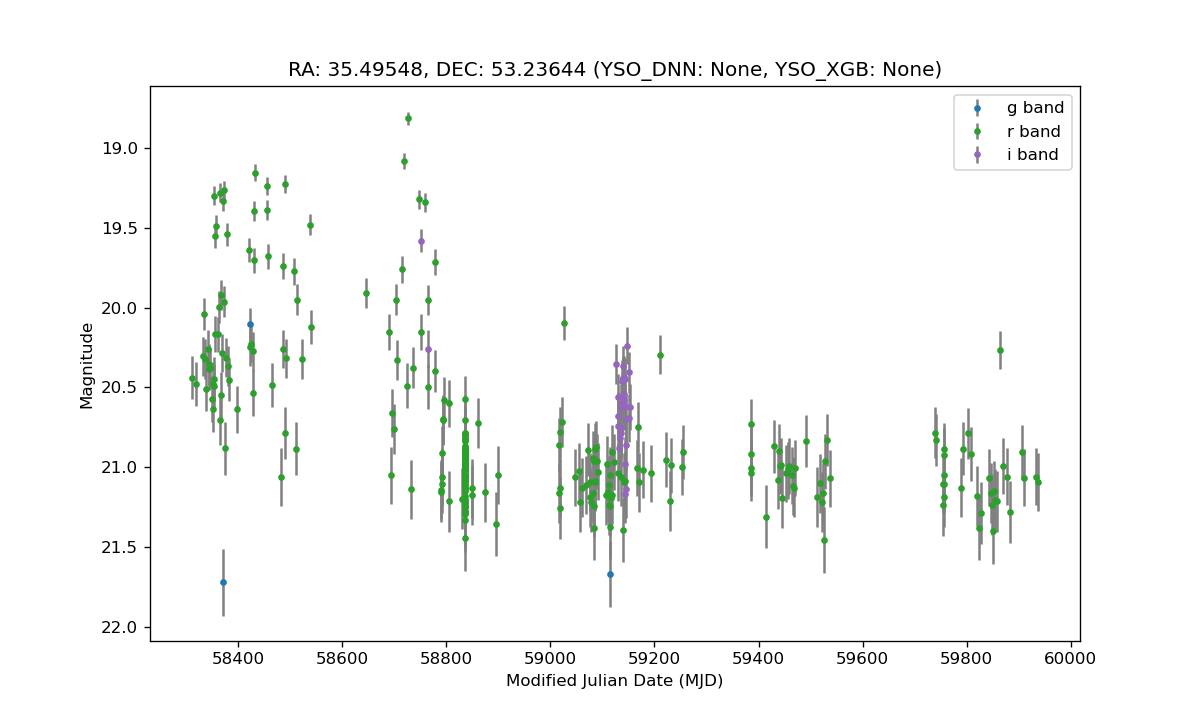 RA: 35.49548, DEC: 53.23644 (YSO_DNN: None, YSO_XGB: None)
g band
r band
i band
19.0
19.5
20.0
20.5
21.0
21.5
22.0
Magnitude
58400 58600 58800 59000 59200 59400 59600 59800 60000
Modified Julian Date (MJD)